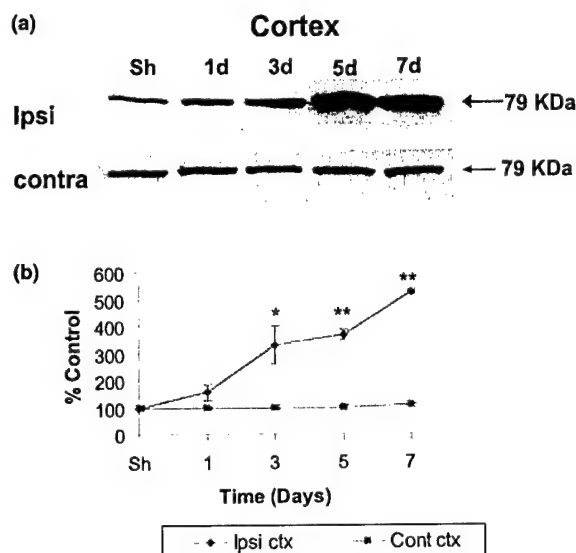 (a) Cortex
Sh 1d 3d 5d 7d
Ipsi 79 KDa
contra 79 KDa
(b)
600
500
400
300
200
100
0
% Control
* ** **
Sh 1 3 5 7
Time (Days)
Ipsi ctx Cont ctx